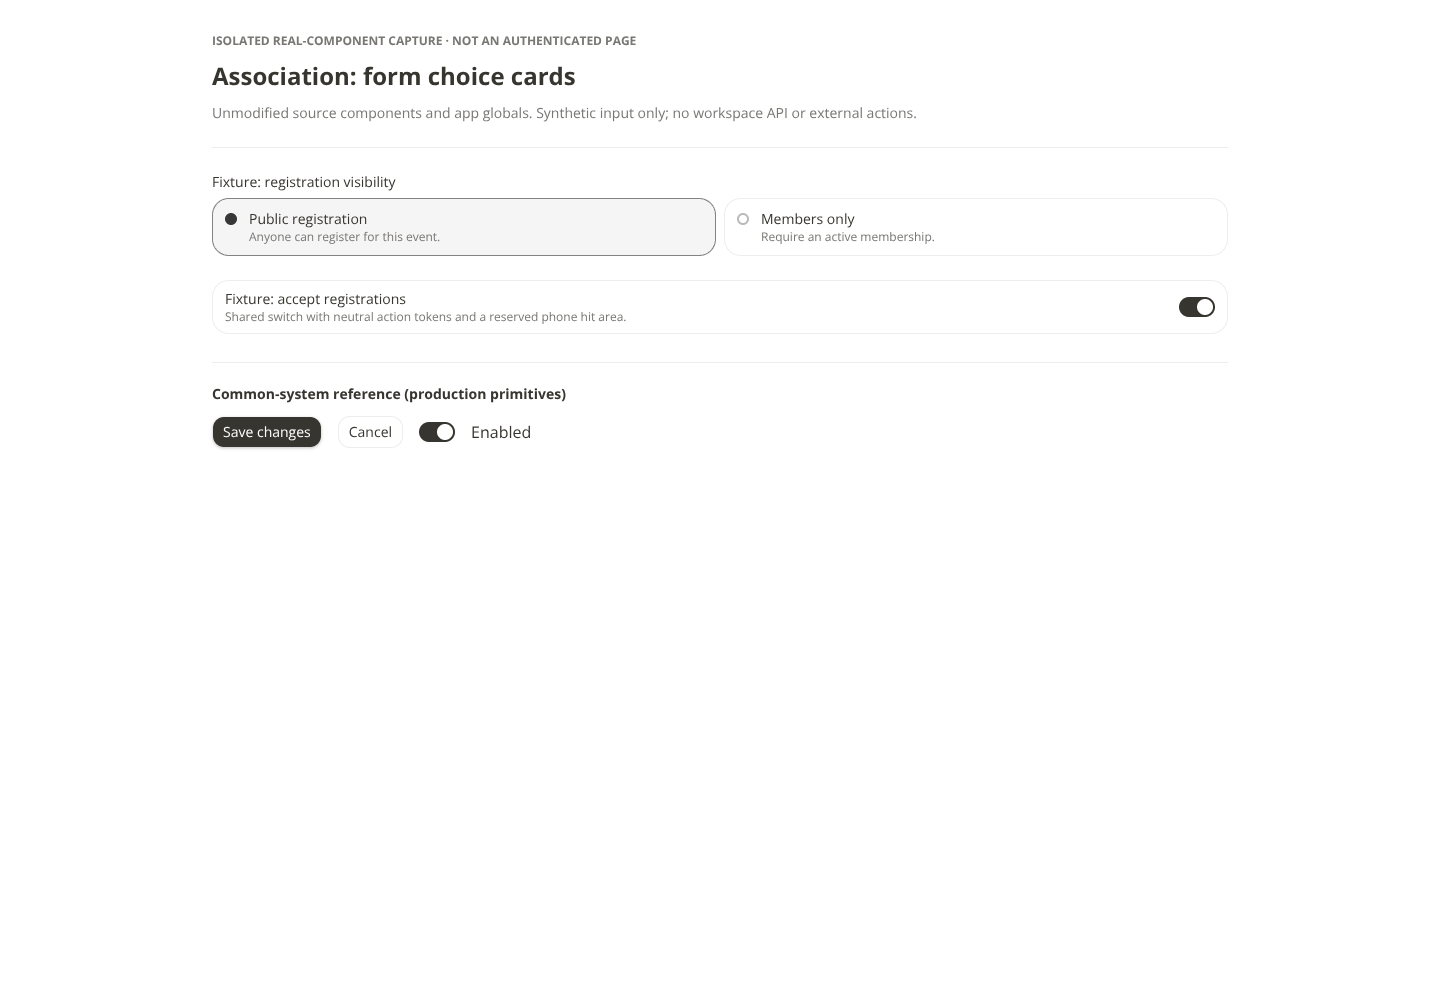 ISOLATED REAL-COMPONENT CAPTURE · NOT AN AUTHENTICATED PAGE
Association: form choice cards
Unmodified source components and app globals. Synthetic input only; no workspace API or external actions.
Fixture: registration visibility
Public registration
Anyone can register for this event.
Members only
Require an active membership.
Fixture: accept registrations
Shared switch with neutral action tokens and a reserved phone hit area.
Common-system reference (production primitives)
Save changes
Cancel
Enabled